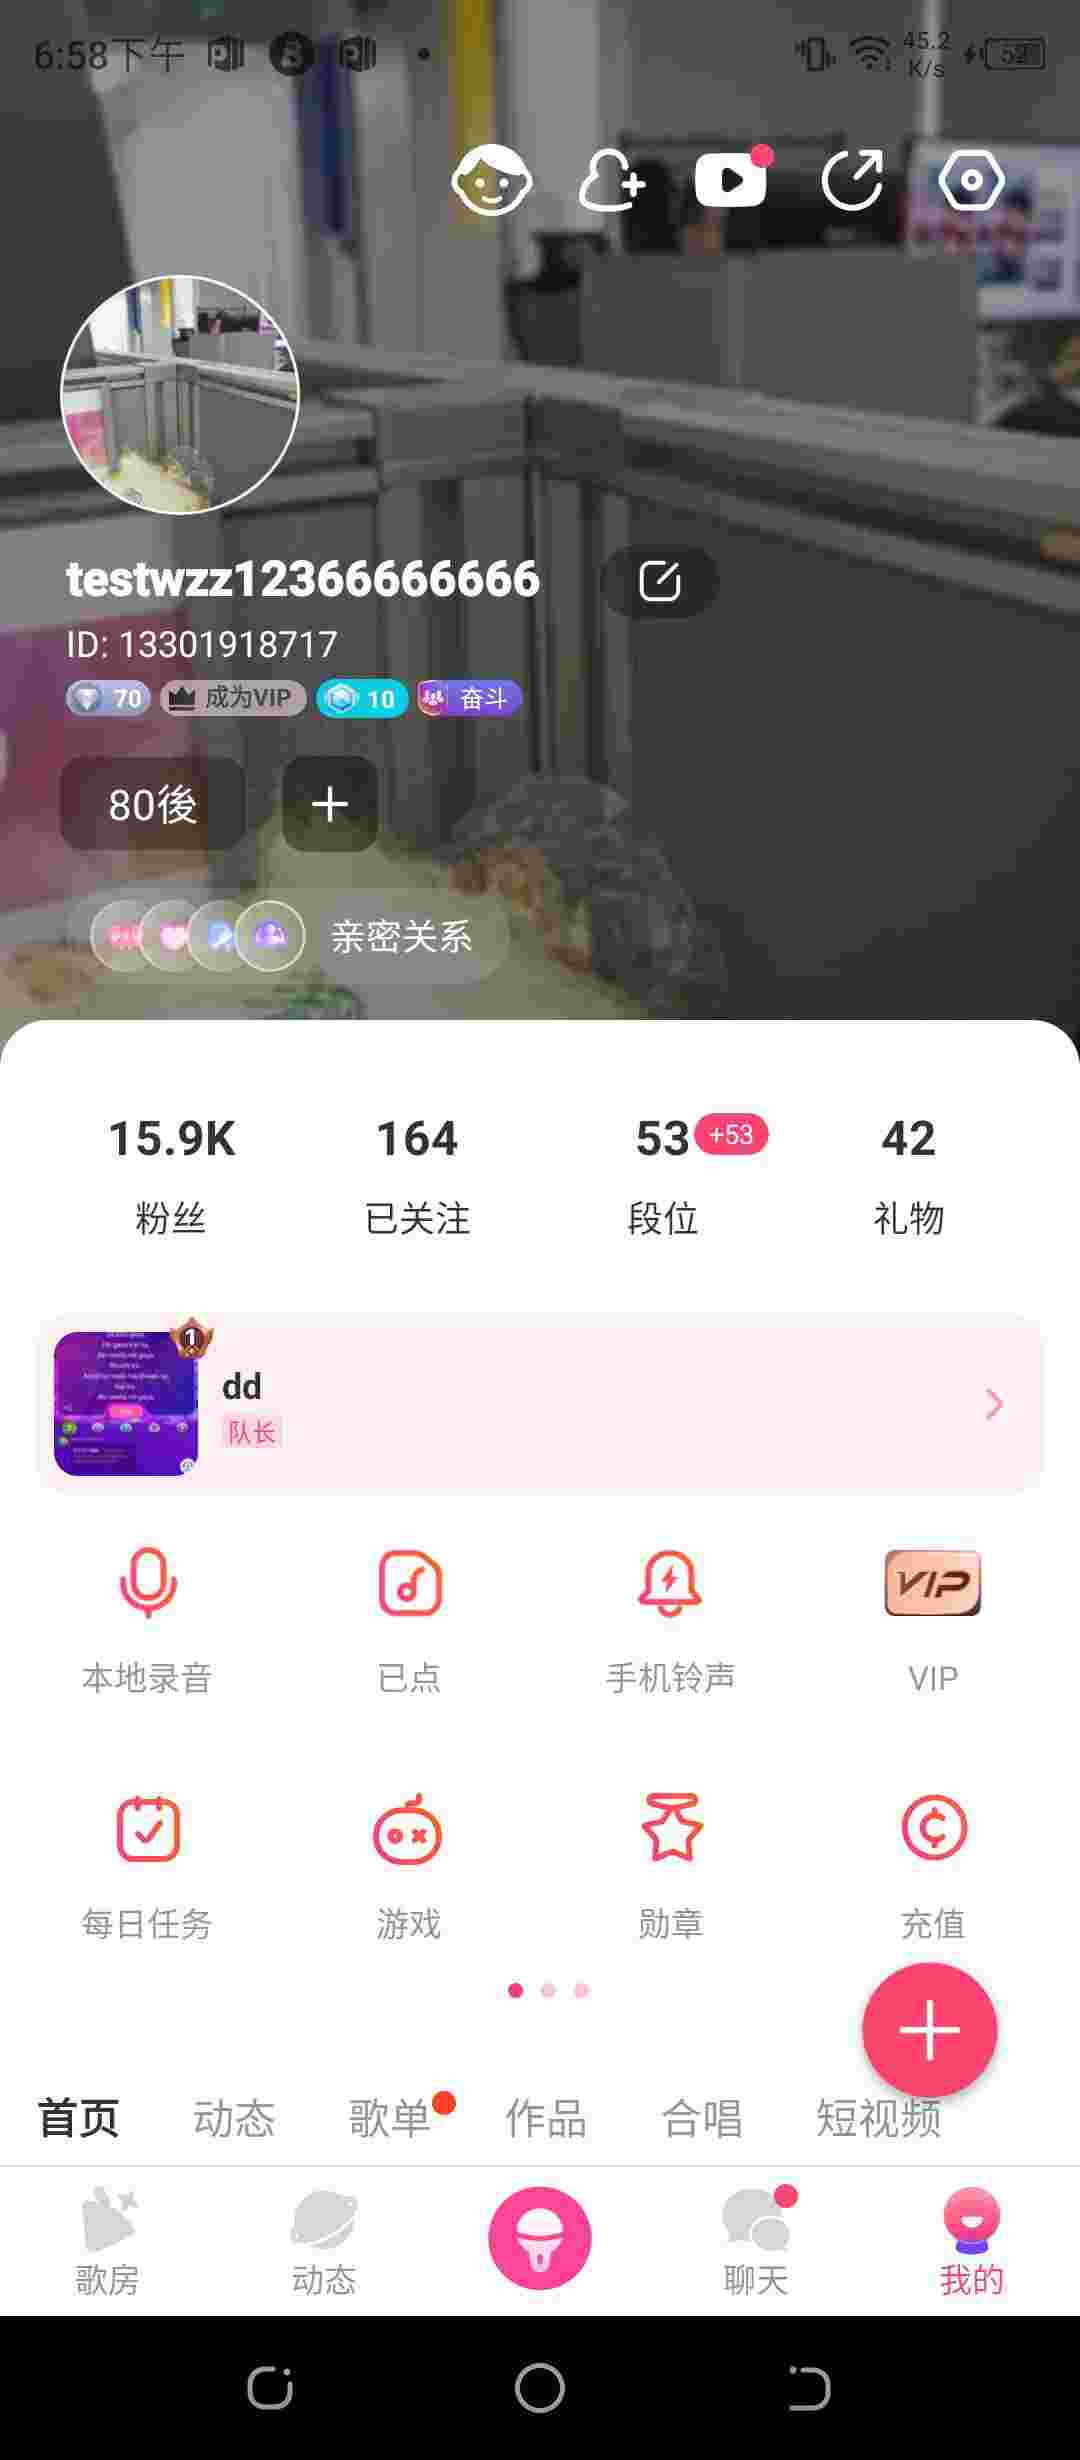 6:58下午
45.2
K/s
testwzz12366666666
ID: 13301918717
70 成为VIP 10 奋斗
80後
亲密关系
15.9K 164 53 +53 42
粉丝 已关注 段位 礼物
1
dd
队长
VIP
本地录音 已点 手机铃声 VIP
每日任务 游戏 勋章 充值
首页 动态 歌单 作品 合唱 短视频
歌房 动态 聊天 我的